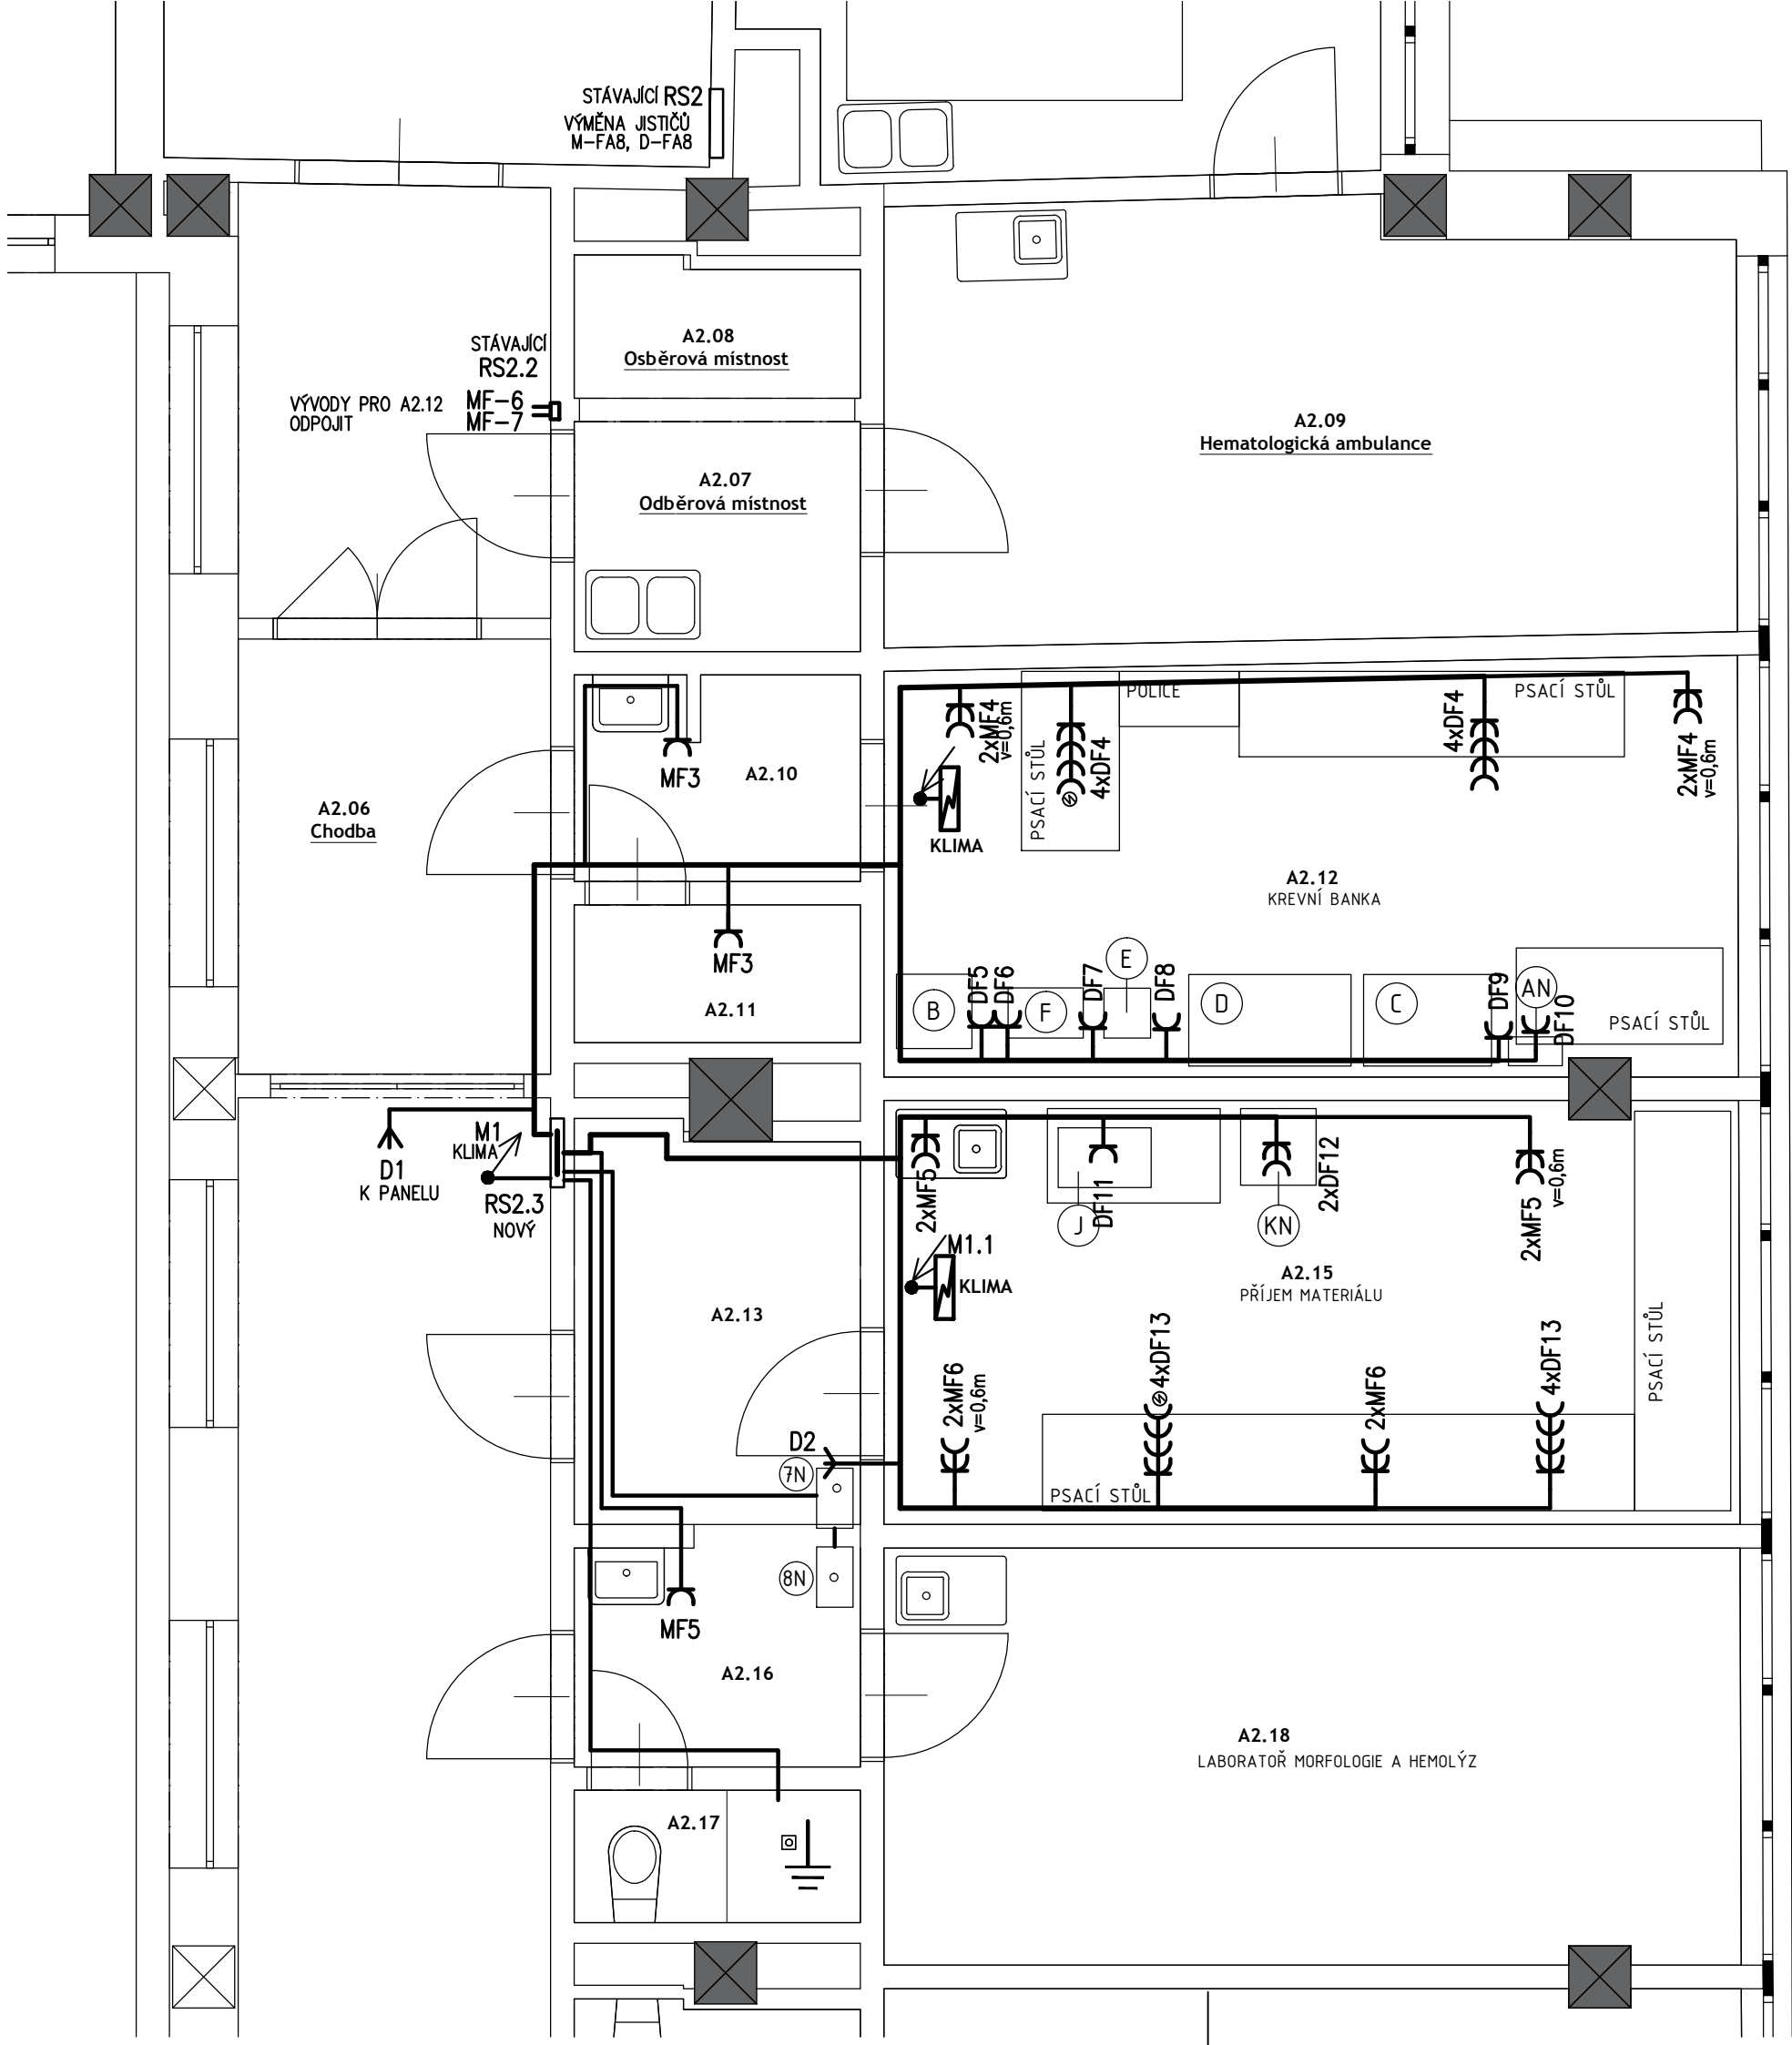 STÁVAJÍCÍ RS2
VÝMĚNA JISTIČŮ
M-FA8, D-FA8
STÁVAJÍCÍ
RS2.2
MF-6
MF-7
VÝVODY PRO A2.12
ODPOJIT
A2.08
Osběrová místnost
A2.07
Odběrová místnost
A2.09
Hematologická ambulance
A2.06
Chodba
MF3
A2.10
MF3
A2.11
2xMF4
v=0,6m
PSACÍ STŮL
4xDF4
POLICE
4xDF4
PSACÍ STŮL
2xMF4
v=0,6m
KLIMA
A2.12
KREVNÍ BANKA
B
DF5
DF6
F
DF7
E
DF8
D
C
DF9
AN
DF10
PSACÍ STŮL
D1
K PANELU
M1
KLIMA
RS2.3
NOVÝ
2xMF5
J
DF11
KN
2xDF12
2xMF5
v=0,6m
M1.1
KLIMA
A2.13
A2.15
PŘÍJEM MATERIÁLU
PSACÍ STŮL
2xMF6
v=0,6m
4xDF13
2xMF6
4xDF13
PSACÍ STŮL
D2
7N
8N
MF5
A2.16
A2.17
A2.18
LABORATOŘ MORFOLOGIE A HEMOLÝZ